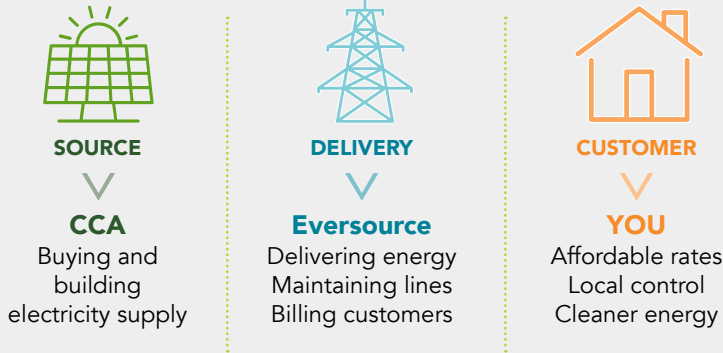 SOURCE
CCA
Buying and
building
electricity supply
DELIVERY
Eversource
Delivering energy
Maintaining lines
Billing customers
CUSTOMER
YOU
Affordable rates
Local control
Cleaner energy